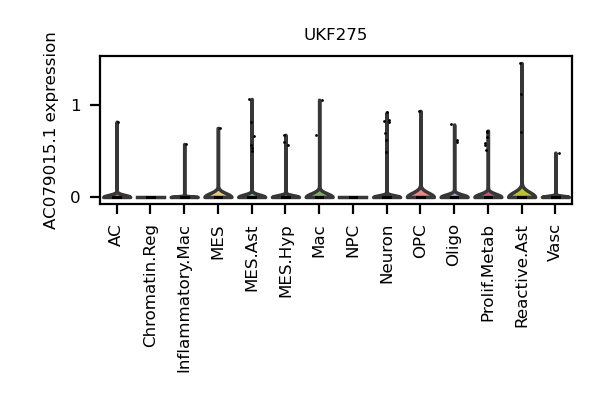 UKF275
AC079015.1 expression
1
0
AC
Chromatin.Reg
Inflammatory.Mac
MES
MES.Ast
MES.Hyp
Mac
NPC
Neuron
OPC
Oligo
Prolif.Metab
Reactive.Ast
Vasc